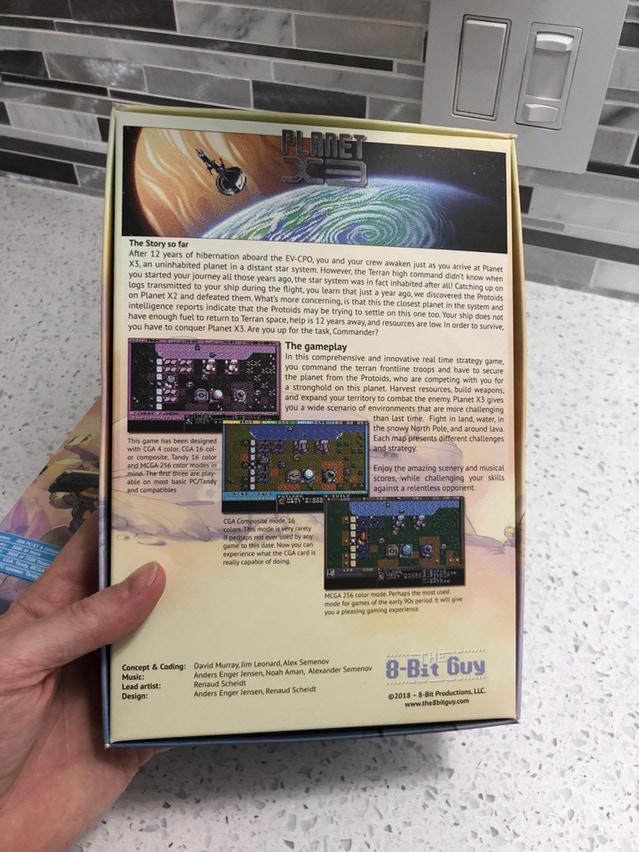 PLANET
X3
The Story so far
After 12 years of hibernation aboard the EV-CPO, you and your crew awaken just as you arrive at Planet
X3, an uninhabited planet in a distant star system. However, the Terran high command didn't know when
you started your journey all those years ago, the star system was in fact inhabited after all! Catching up on
logs transmitted to your ship during the flight, you learn that just a year ago, we discovered the Protoids
on Planet X2 and defeated them. What's more concerning, is that this the closest planet in the system and
intelligence reports indicate that the Protoids may be trying to settle on this one too. Your ship does not
have enough fuel to return to Terran space, help is 12 years away, and resources are low. In order to survive,
you have to conquer Planet X3. Are you up for the task, Commander?
The gameplay
In this comprehensive and innovative real time strategy game,
you command the terran frontline troops and have to secure
the planet from the Protoids, who are competing with you for
a stronghold on this planet. Harvest resources, build weapons,
and expand your territory to combat the enemy. Planet X3 gives
you a wide scenario of environments that are more challenging
than last time. Fight in land, water, in
the snowy North Pole, and around lava.
Each map presents different challenges
and strategy.
Enjoy the amazing scenery and musical
scores, while challenging your skills
against a relentless opponent.
This game has been designed
with CGA 4 color, CGA 16 col-
or composite, Tandy 16 color
and MCGA 256 color modes in
mind. The first three are play-
able on most basic PC/Tandy
and compatibles
CGA Composite mode, 16
colors. This mode is very rarely
if perhaps not ever used by any
game to this date. Now you can
experience what the CGA card is
really capable of doing.
MCGA 256 color mode. Perhaps the most used
mode for games of the early 90s period. It will give
you a pleasing gaming experience.
Concept & Coding: David Murray, Jim Leonard, Alex Semenov
Music: Anders Enger Jensen, Noah Aman, Alexander Semenov
Lead artist: Renaud Scheidt
Design: Anders Enger Jensen, Renaud Scheidt
THE
8-Bit Guy
©2018 – 8-Bit Productions, LLC.
www.the8bitguy.com